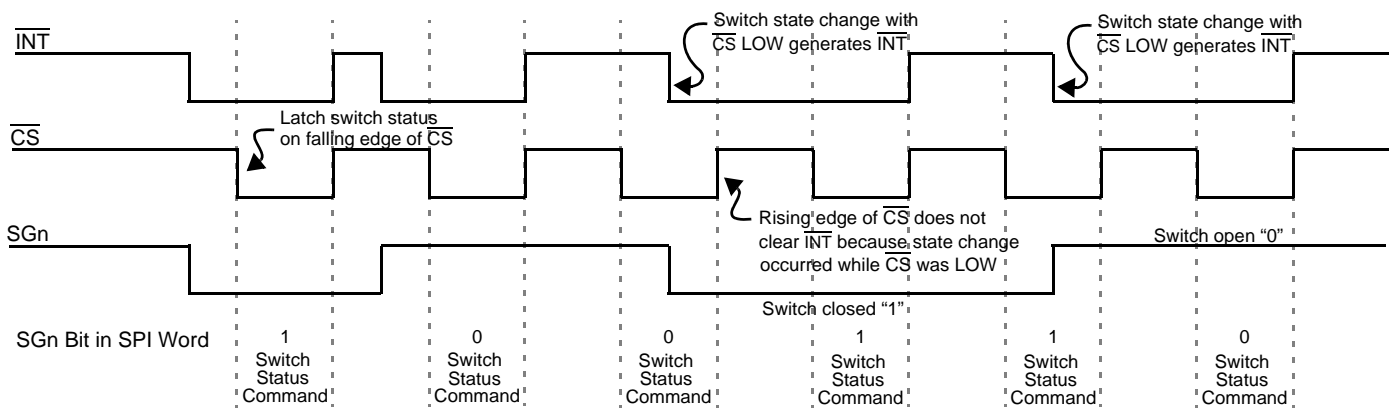 Switch state change with
CS LOW generates INT
Switch state change with
CS LOW generates INT
INT
Latch switch status
on falling edge of CS
CS
Rising edge of CS does not
clear INT because state change
occurred while CS was LOW
SGn
Switch open “0”
Switch closed “1”
SGn Bit in SPI Word
1
Switch
Status
Command
0
Switch
Status
Command
0
Switch
Status
Command
1
Switch
Status
Command
1
Switch
Status
Command
0
Switch
Status
Command